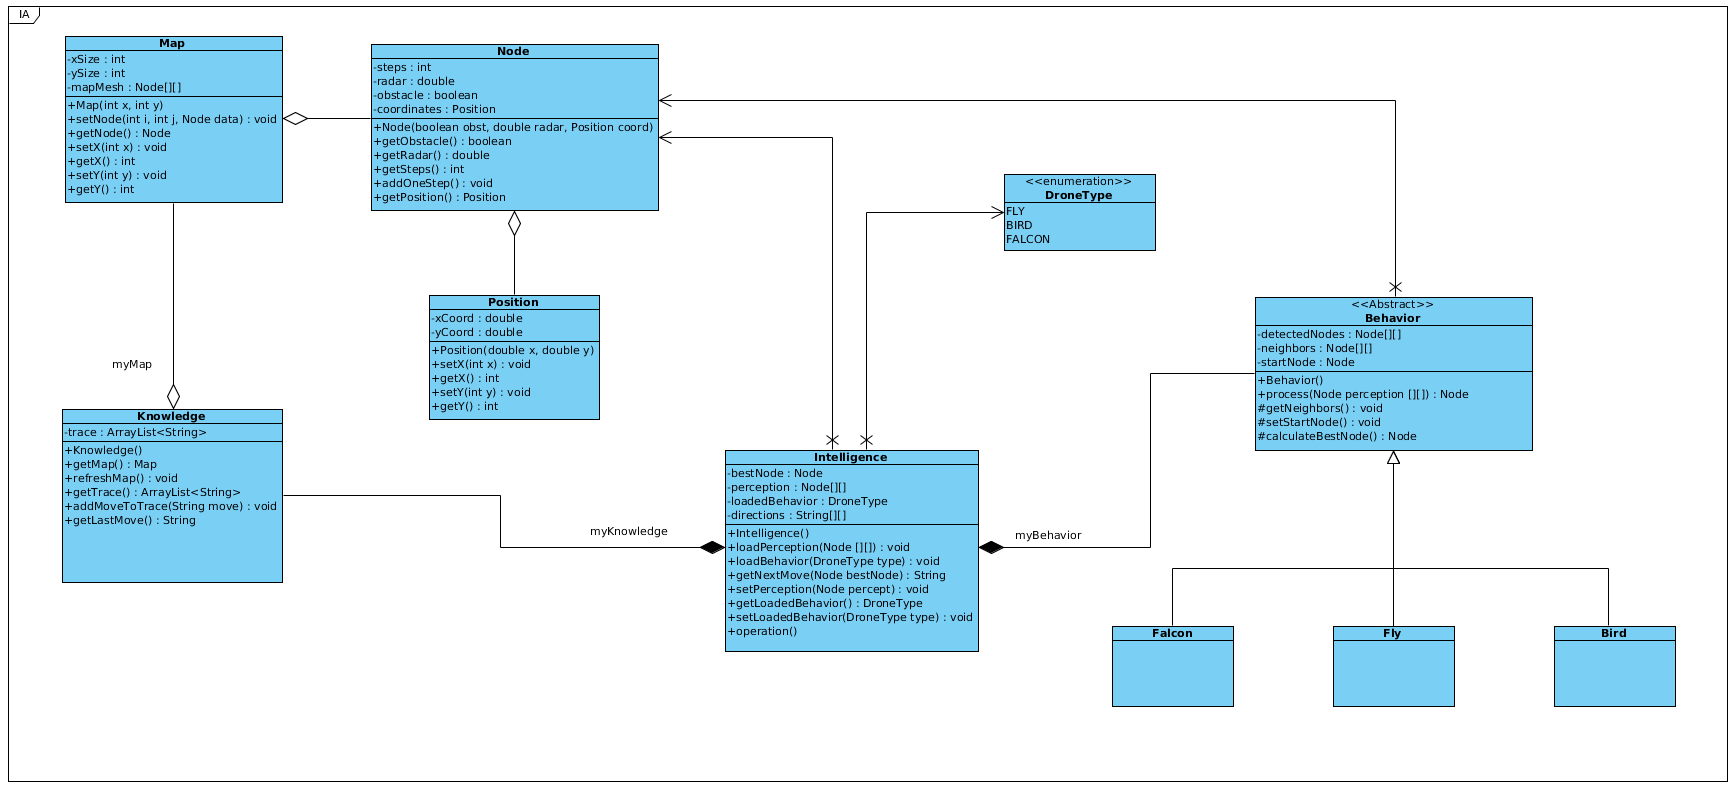 IA
Map
-xSize : int
-ySize : int
-mapMesh : Node[][]
+Map(int x, int y)
+setNode(int i, int j, Node data) : void
+getNode() : Node
+setX(int x) : void
+getX() : int
+setY(int y) : void
+getY() : int
Node
-steps : int
-radar : double
-obstacle : boolean
-coordinates : Position
+Node(boolean obst, double radar, Position coord)
+getObstacle() : boolean
+getRadar() : double
+getSteps() : int
+addOneStep() : void
+getPosition() : Position
<<enumeration>>
DroneType
FLY
BIRD
FALCON
Position
-xCoord : double
-yCoord : double
+Position(double x, double y)
+setX(int x) : void
+getX() : int
+setY(int y) : void
+getY() : int
<<Abstract>>
Behavior
-detectedNodes : Node[][]
-neighbors : Node[][]
-startNode : Node
+Behavior()
+process(Node perception [][]) : Node
#getNeighbors() : void
#setStartNode() : void
#calculateBestNode() : Node
myMap
Knowledge
-trace : ArrayList<String>
+Knowledge()
+getMap() : Map
+refreshMap() : void
+getTrace() : ArrayList<String>
+addMoveToTrace(String move) : void
+getLastMove() : String
myKnowledge
Intelligence
-bestNode : Node
-perception : Node[][]
-loadedBehavior : DroneType
-directions : String[][]
+Intelligence()
+loadPerception(Node [][]) : void
+loadBehavior(DroneType type) : void
+getNextMove(Node bestNode) : String
+setPerception(Node percept) : void
+getLoadedBehavior() : DroneType
+setLoadedBehavior(DroneType type) : void
+operation()
myBehavior
Falcon
Fly
Bird